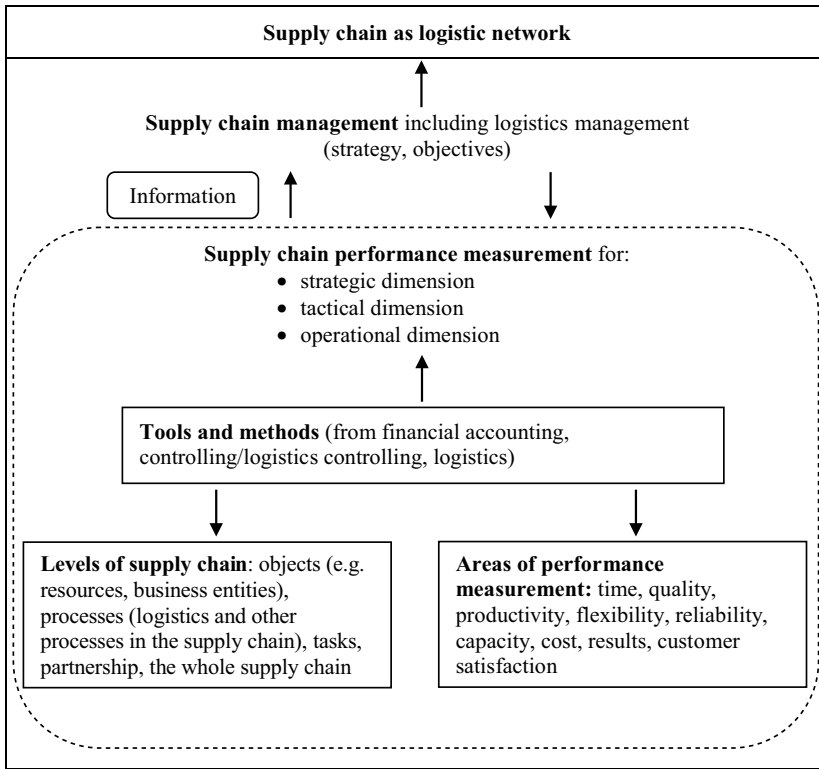 Supply chain as logistic network
Supply chain management including logistics management
(strategy, objectives)
Information
Supply chain performance measurement for:
• strategic dimension
• tactical dimension
• operational dimension
Tools and methods (from financial accounting,
controlling/logistics controlling, logistics)
Levels of supply chain: objects (e.g.
resources, business entities),
processes (logistics and other
processes in the supply chain), tasks,
partnership, the whole supply chain
Areas of performance
measurement: time, quality,
productivity, flexibility, reliability,
capacity, cost, results, customer
satisfaction